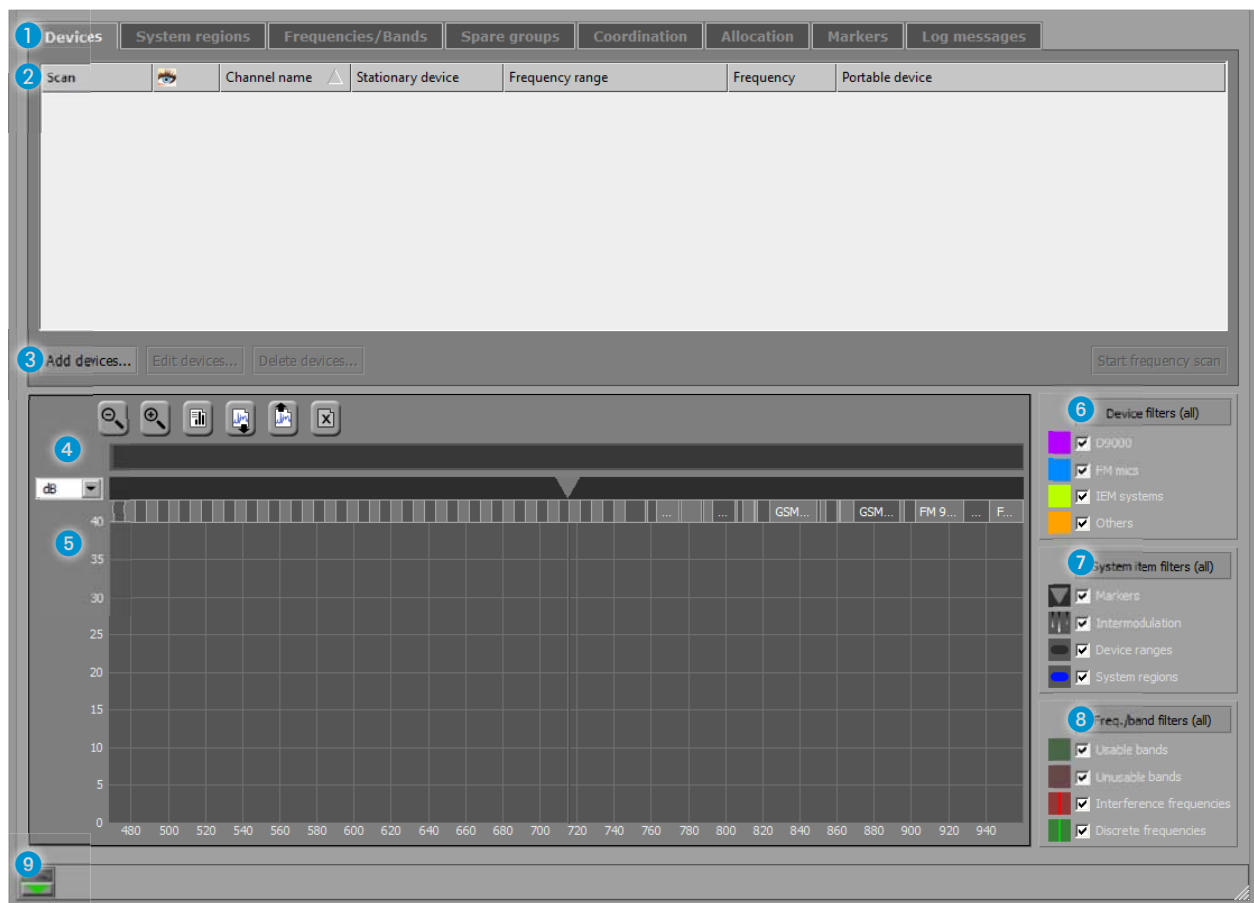 1 Devices System regions Frequencies/Bands Spare groups Coordination Allocation Markers Log messages
2 Scan Channel name Stationary device Frequency range Frequency Portable device
3 Add devices... Edit devices... Delete devices... Start frequency scan
6 Device filters (all)
4
D9000
FM mics
dB
IEM systems
... ... GSM... GSM... FM 9... ... F...
Others
40
5
35
7 System item filters (all)
30
Markers
25
Intermodulation
Device ranges
20
System regions
15
8 Freq./band filters (all)
10
Usable bands
5
Unusable bands
Interference frequencies
0
480 500 520 540 560 580 600 620 640 660 680 700 720 740 760 780 800 820 840 860 880 900 920 940
Discrete frequencies
9